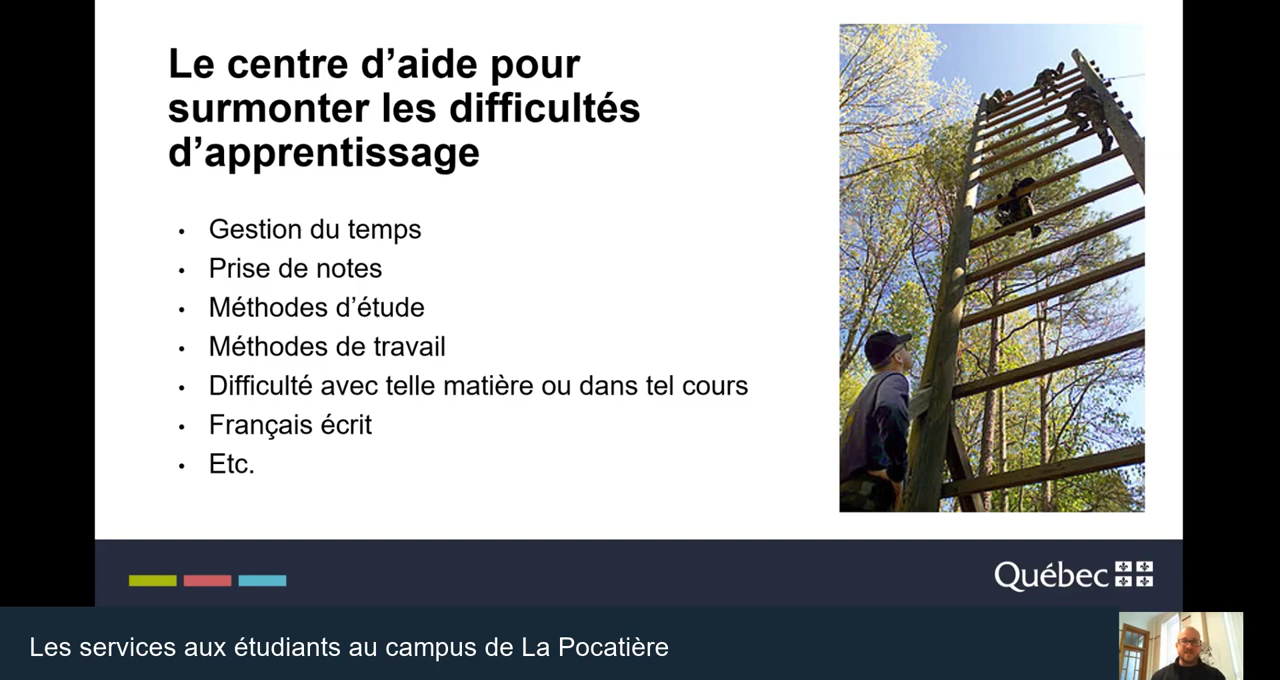 Le centre d’aide pour
surmonter les difficultés
d’apprentissage
• Gestion du temps
• Prise de notes
• Méthodes d’étude
• Méthodes de travail
• Difficulté avec telle matière ou dans tel cours
• Français écrit
• Etc.
Québec
Les services aux étudiants au campus de La Pocatière